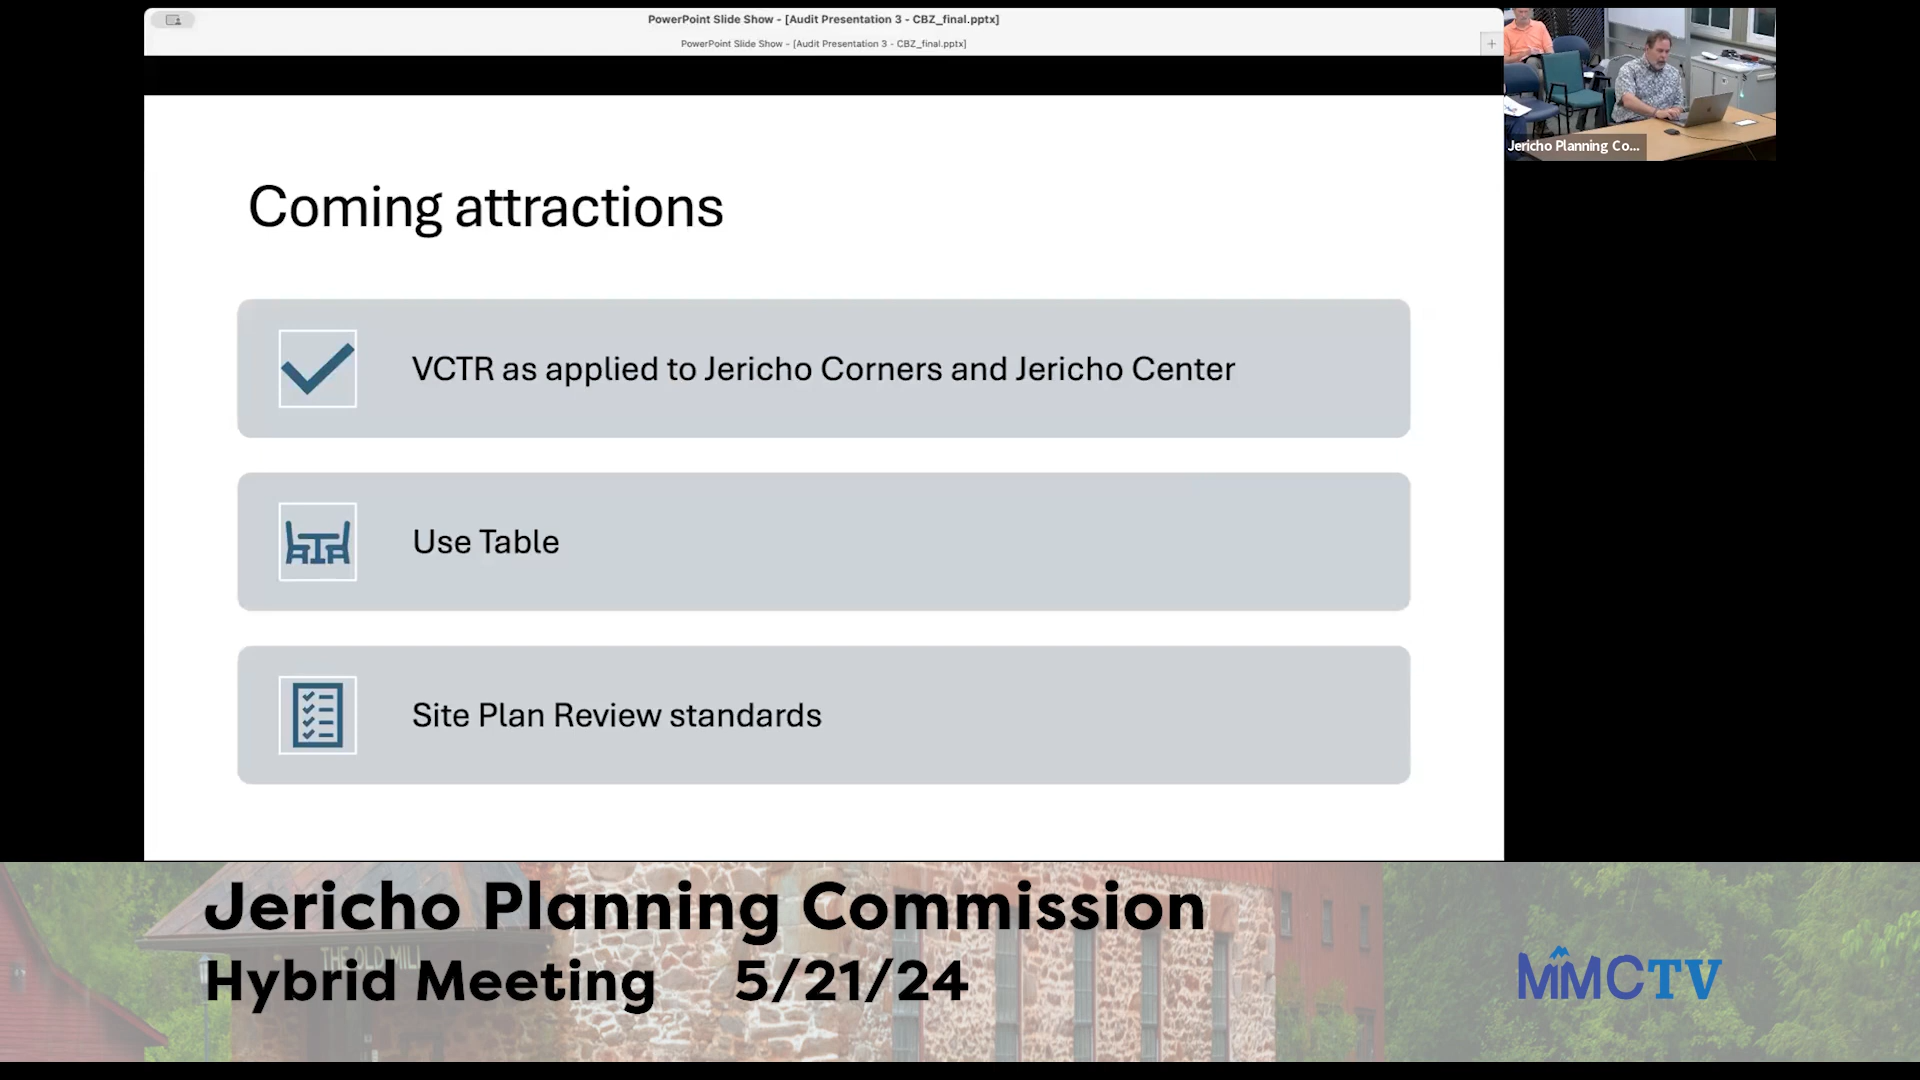 PowerPoint Slide Show - [Audit Presentation 3 - CBZ_final.pptx]
PowerPoint Slide Show - [Audit Presentation 3 - CBZ_final.pptx]
Jericho Planning Co...
Coming attractions
VCTR as applied to Jericho Corners and Jericho Center
Use Table
Site Plan Review standards
Jericho Planning Commission
THE OLD MILL
Hybrid Meeting 5/21/24
MMCTV